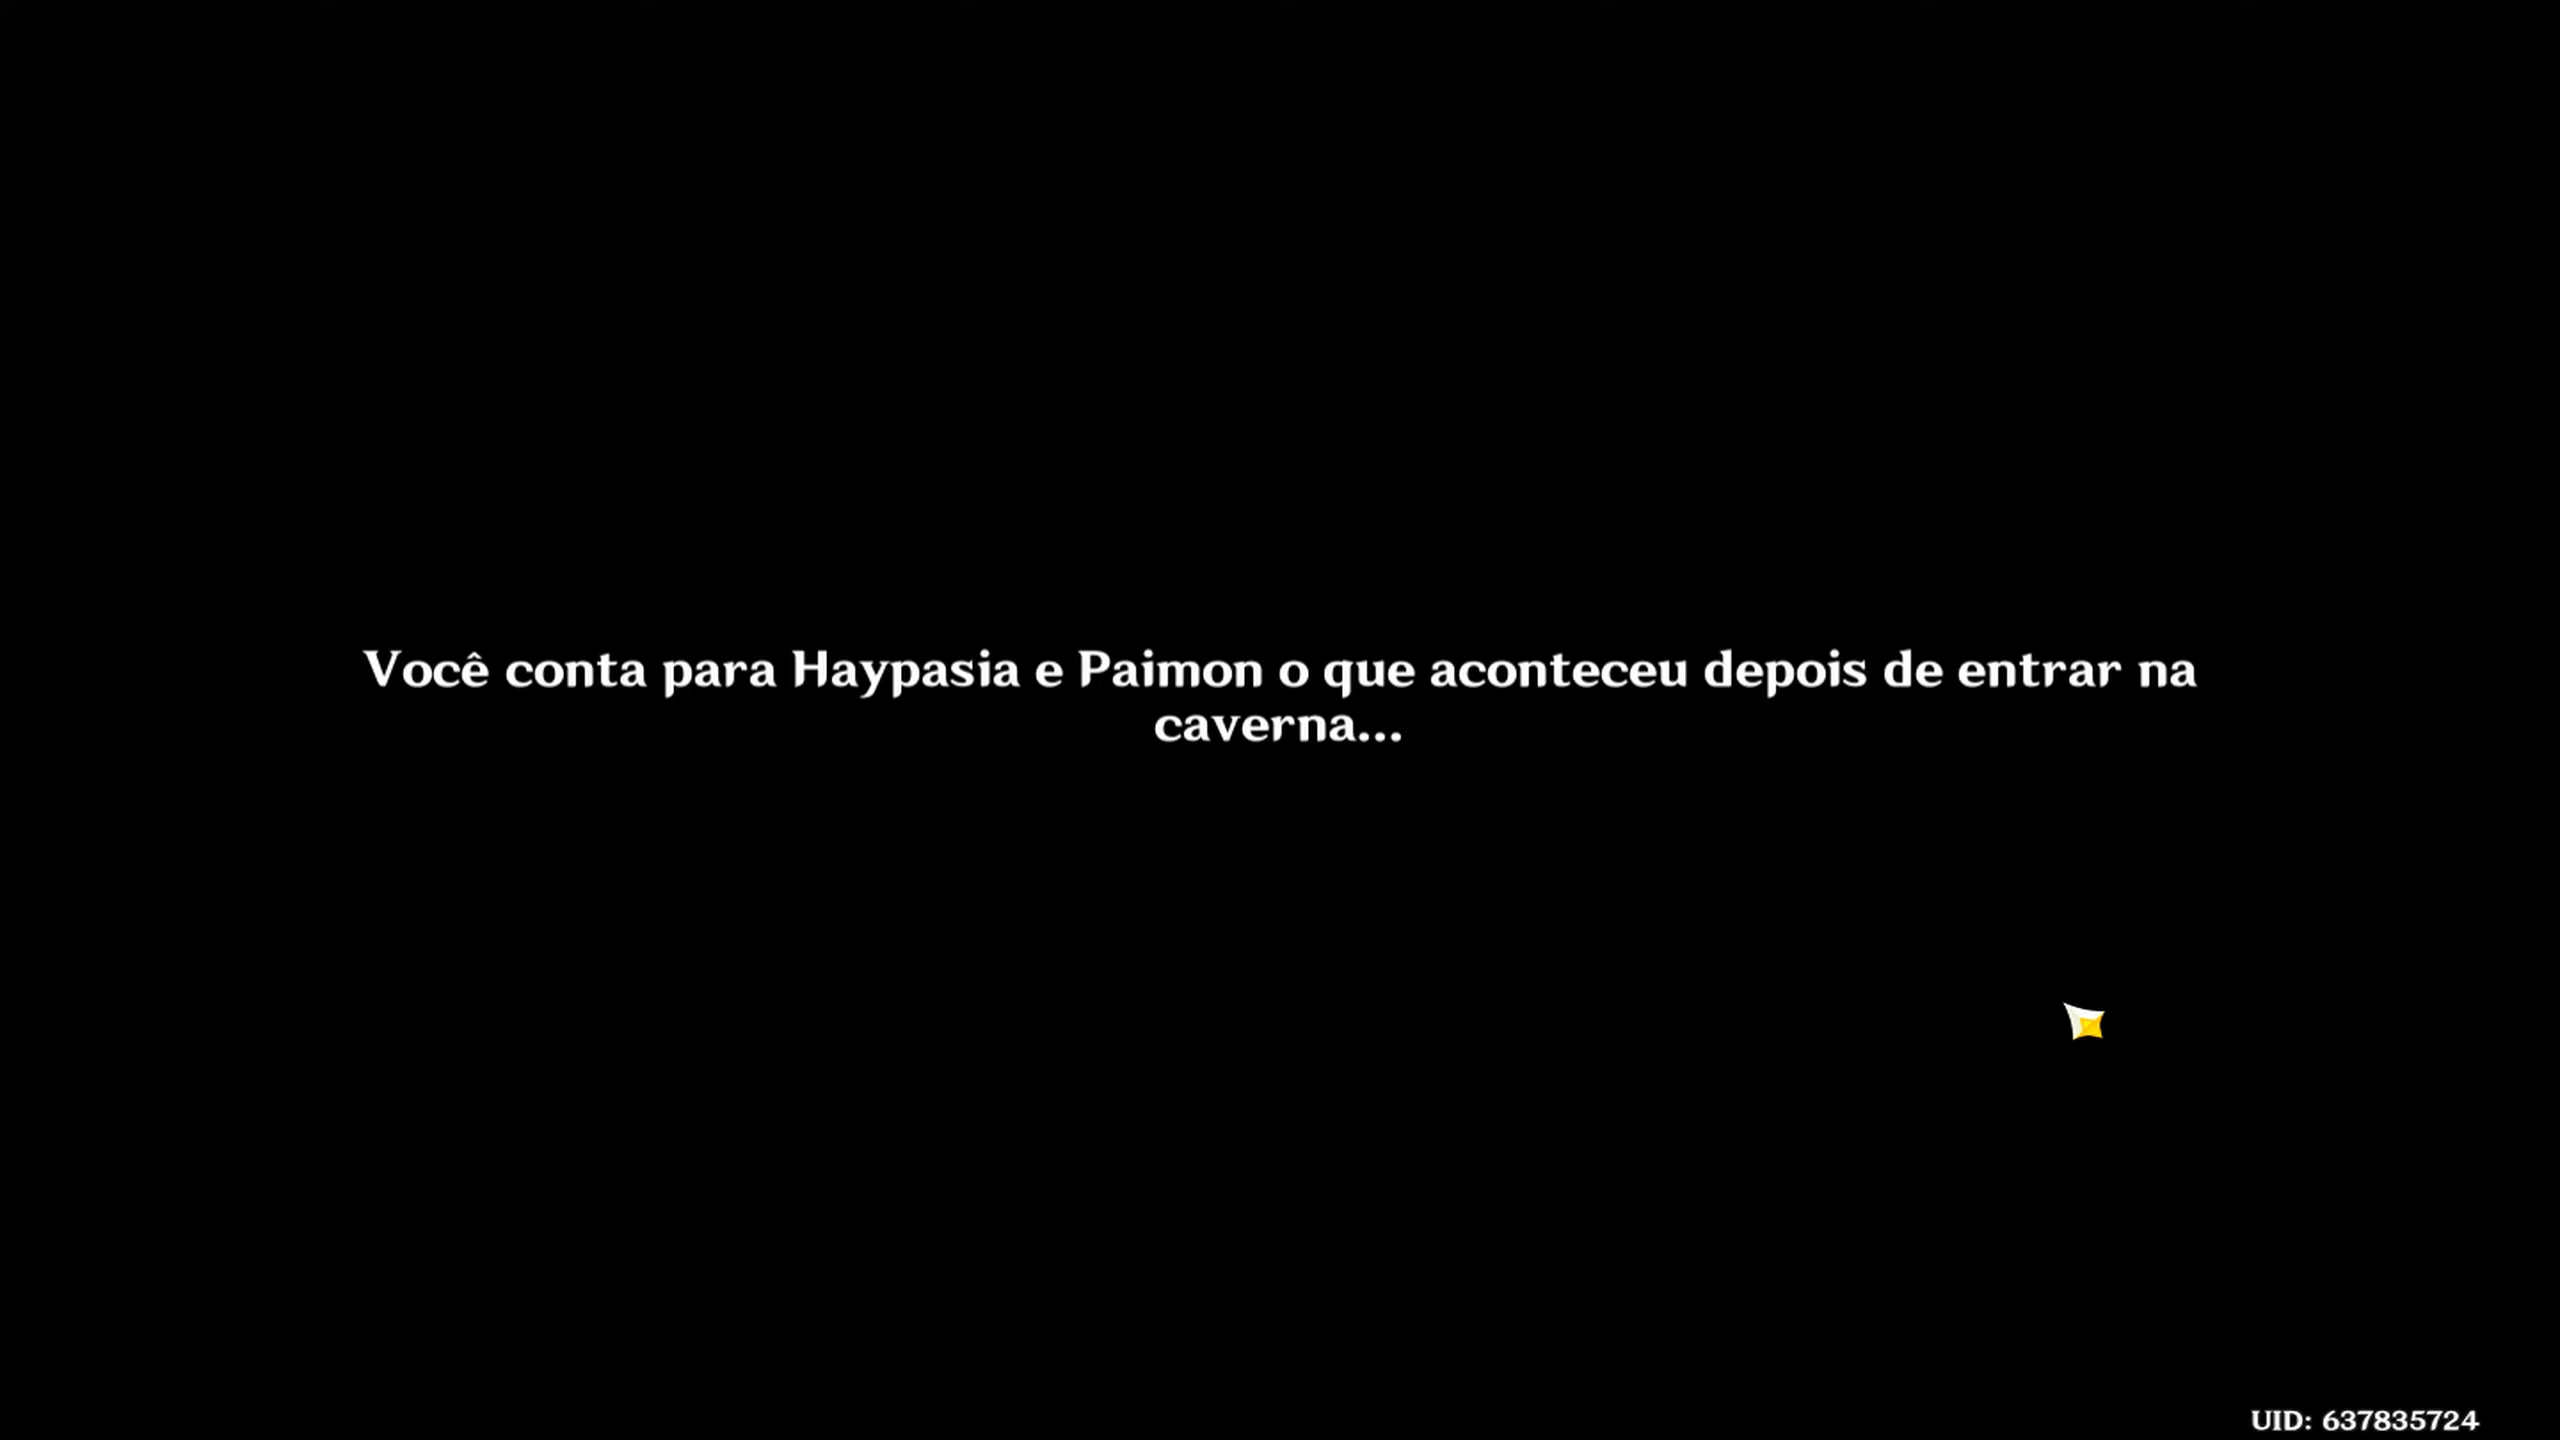 Você conta para Haypasia e Paimon o que aconteceu depois de entrar na
caverna...
UID: 637835724